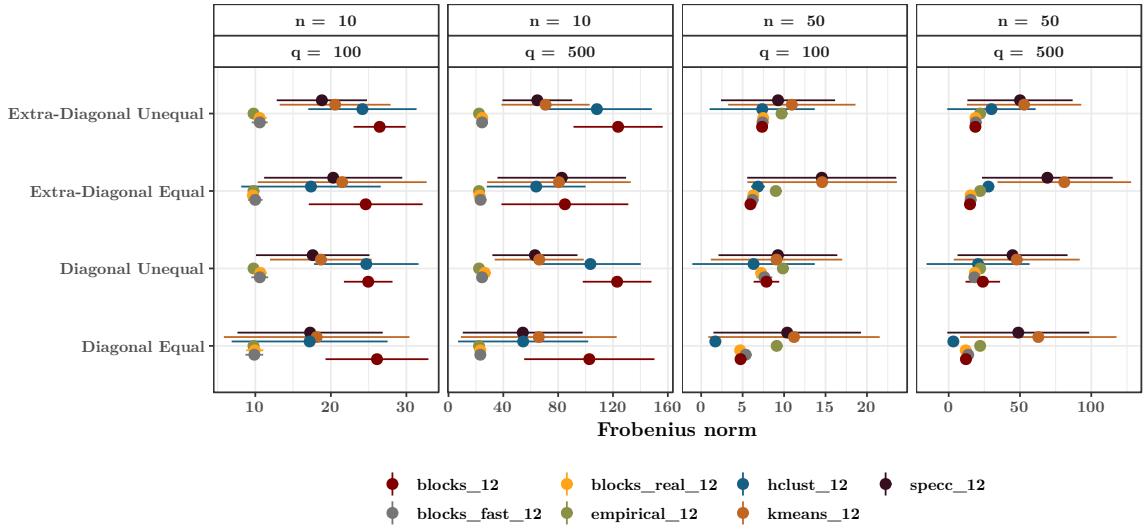 n = 10 n = 10 n = 50 n = 50
q = 100 q = 500 q = 100 q = 500
Extra-Diagonal Unequal
Extra-Diagonal Equal
Diagonal Unequal
Diagonal Equal
10 20 30 0 40 80 120 160 0 5 10 15 20 0 50 100
Frobenius norm
blocks_12 blocks_real_12 hclust_12 specc_12
blocks_fast_12 empirical_12 kmeans_12